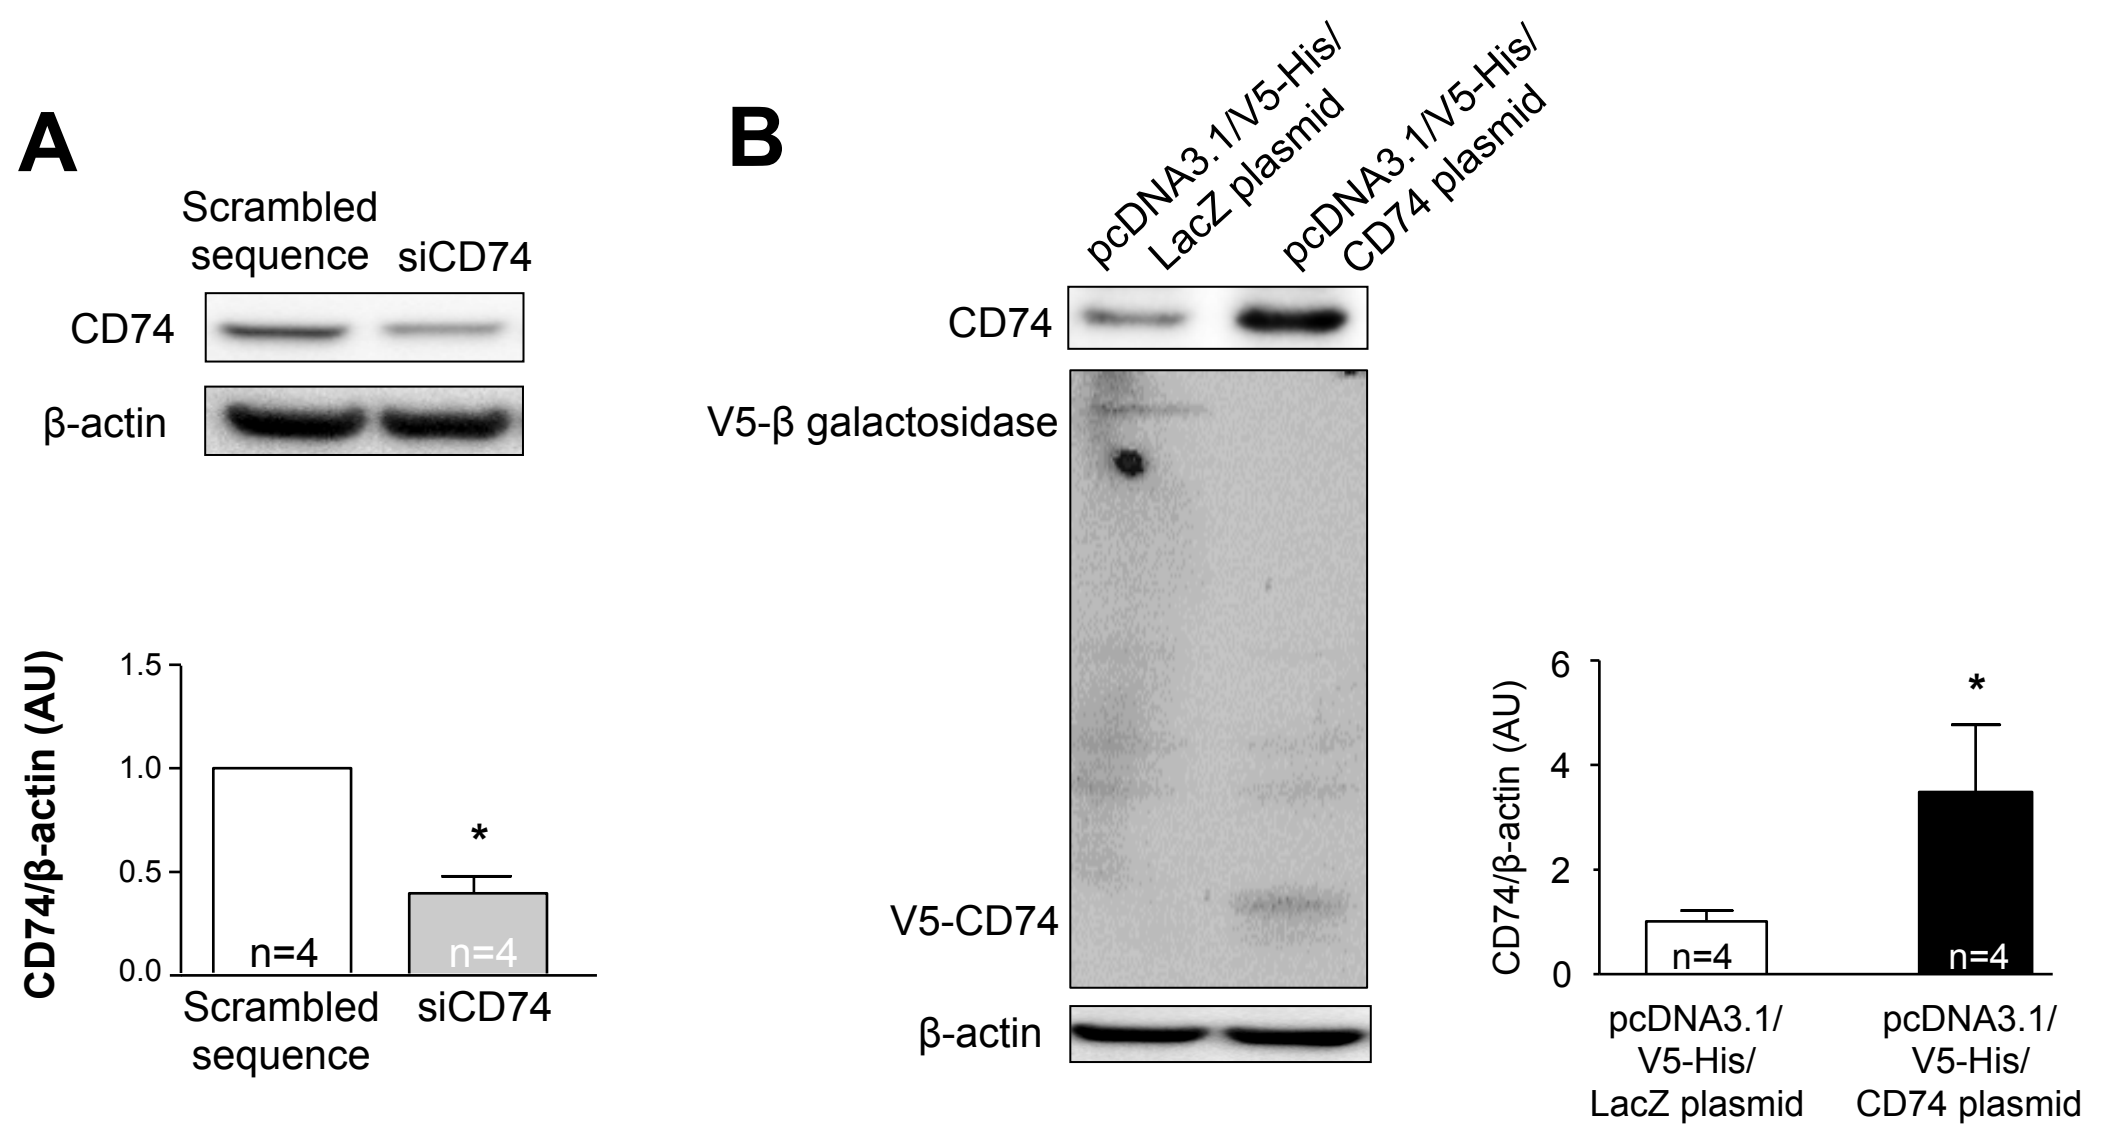 A
Scrambled
sequence
siCD74
CD74
β-actin
CD74/β-actin (AU)
1.5
1.0
0.5
0.0
*
n=4
n=4
Scrambled
sequence
siCD74
B
pcDNA3.1/V5-His/
LacZ plasmid
pcDNA3.1/V5-His/
CD74 plasmid
CD74
V5-β galactosidase
V5-CD74
β-actin
CD74/β-actin (AU)
6
4
2
0
*
n=4
n=4
pcDNA3.1/
V5-His/
LacZ plasmid
pcDNA3.1/
V5-His/
CD74 plasmid